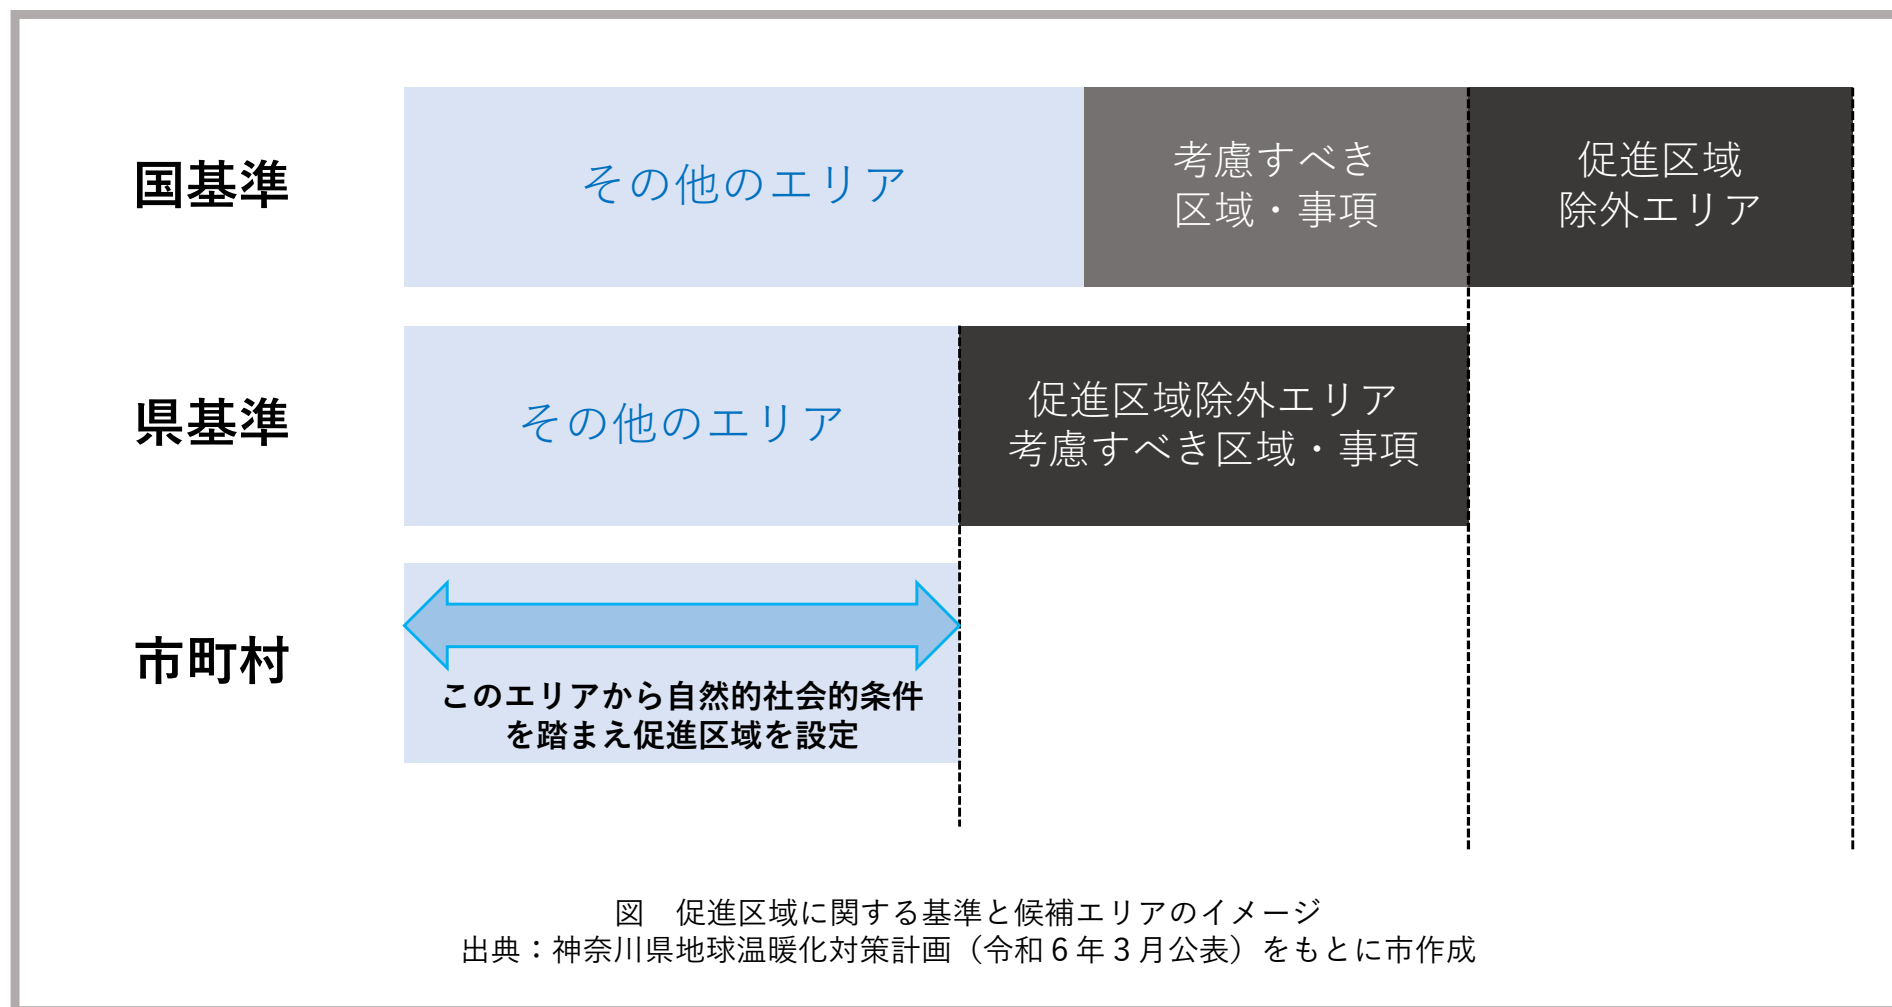 国基準
その他のエリア
考慮すべき
区域・事項
促進区域
除外エリア
県基準
その他のエリア
促進区域除外エリア
考慮すべき区域・事項
市町村
このエリアから自然的社会的条件
を踏まえ促進区域を設定
図　促進区域に関する基準と候補エリアのイメージ
出典：神奈川県地球温暖化対策計画（令和６年３月公表）をもとに市作成